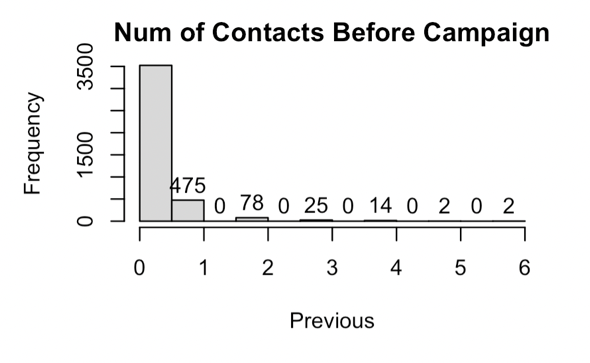 Num of Contacts Before Campaign
Frequency
3500
1500
0
475 0 78 0 25 0 14 0 2 0 2
0 1 2 3 4 5 6
Previous